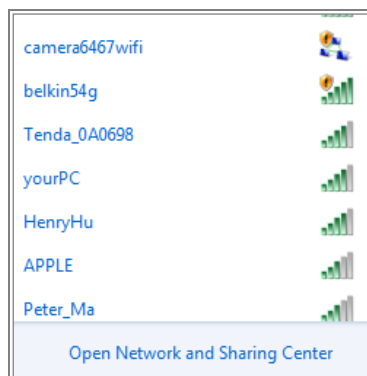 camera6467wifi
belkin54g
Tenda_0A0698
yourPC
HenryHu
APPLE
Peter_Ma
Open Network and Sharing Center